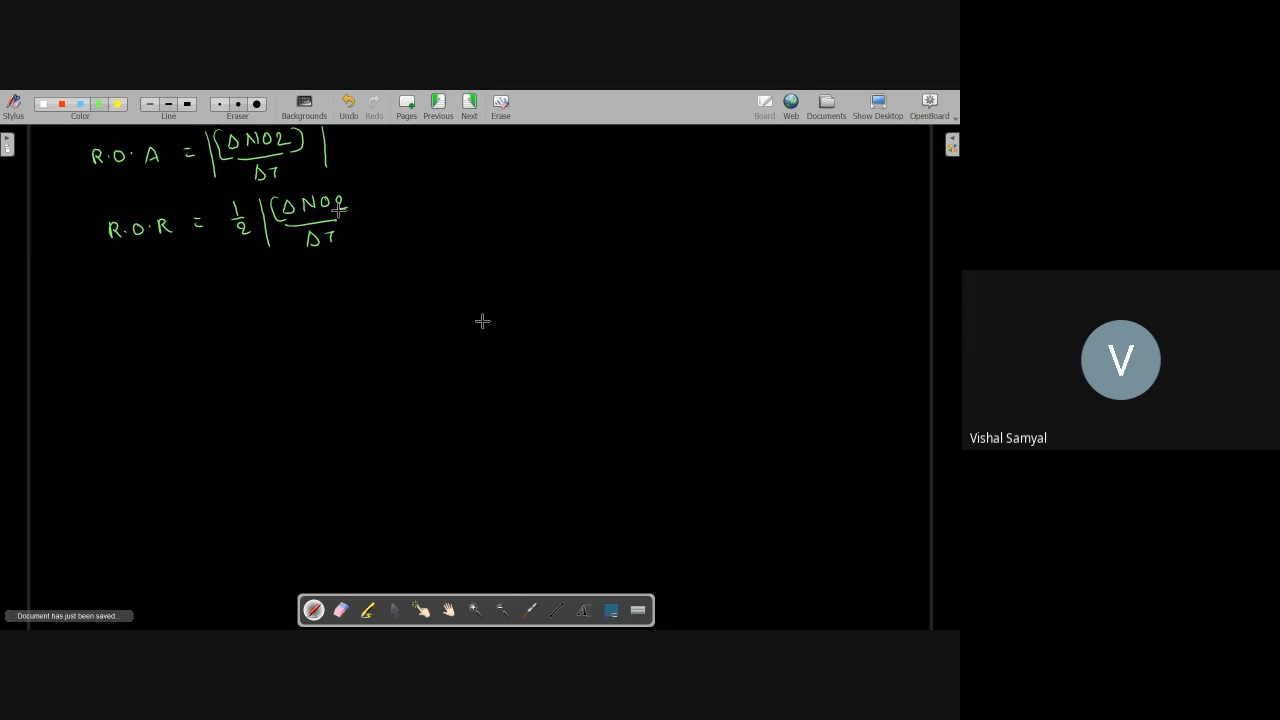 Stylus Color Line Eraser Backgrounds Undo Redo Pages Previous Next Erase Board Web Documents Show Desktop OpenBoard
R.O.A = |[ΔNO2]/ΔT|
R.O.R = 1/2 |[ΔNO2/ΔT
V
Vishal Samyal
Document has just been saved...